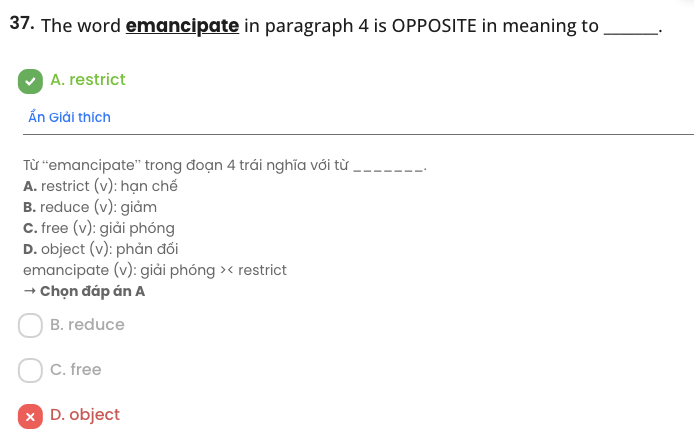 37. The word emancipate in paragraph 4 is OPPOSITE in meaning to ______.
A. restrict
Ẩn Giải thích
Từ “emancipate” trong đoạn 4 trái nghĩa với từ _______.
A. restrict (v): hạn chế
B. reduce (v): giảm
C. free (v): giải phóng
D. object (v): phản đối
emancipate (v): giải phóng >< restrict
→ Chọn đáp án A
B. reduce
C. free
D. object